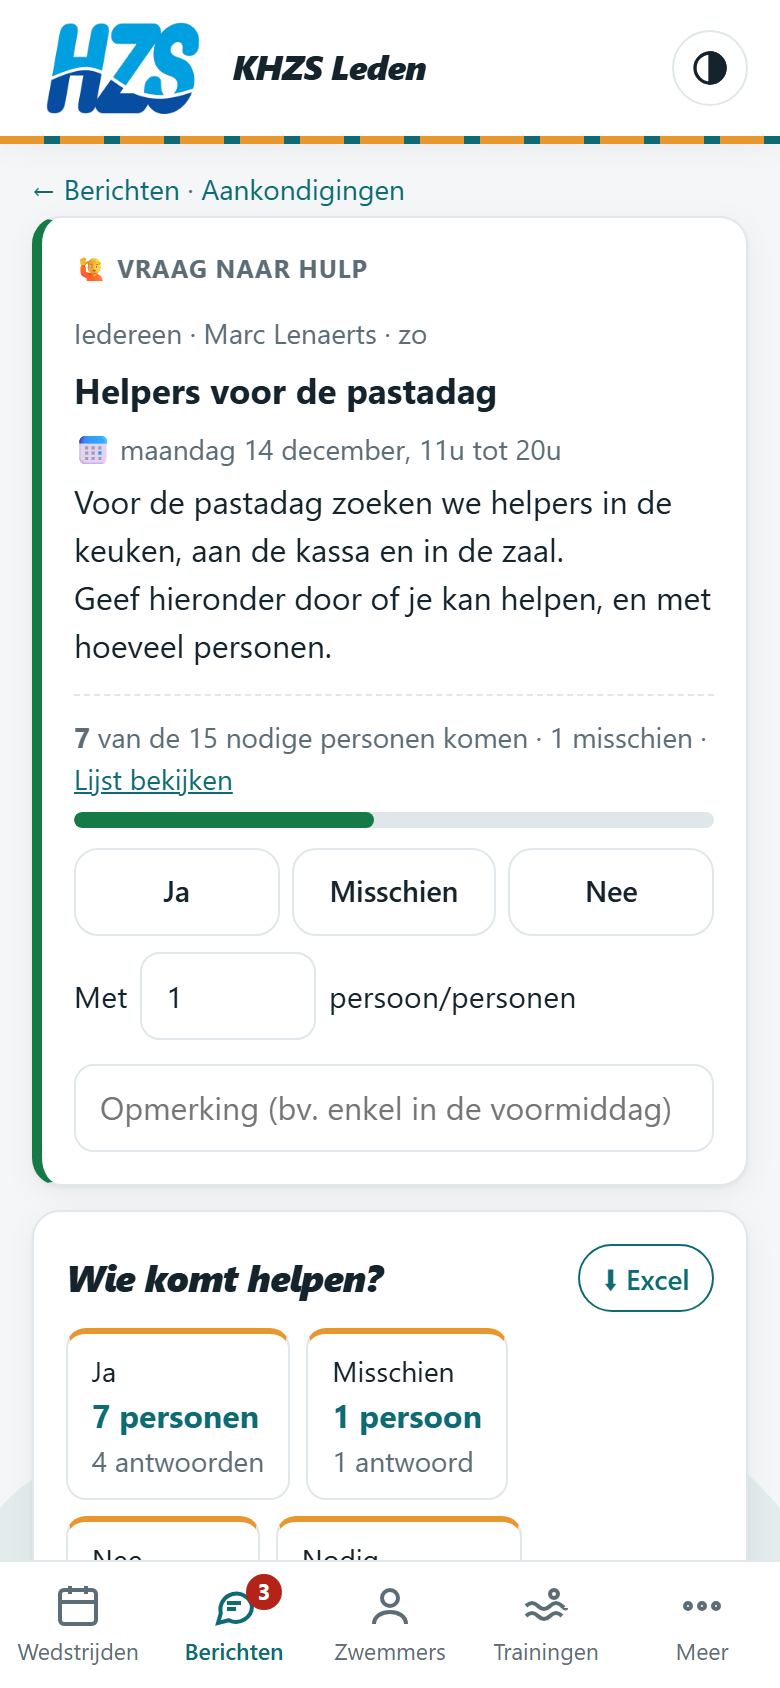 HZS
KHZS Leden
← Berichten · Aankondigingen
VRAAG NAAR HULP
Iedereen · Marc Lenaerts · zo
Helpers voor de pastadag
maandag 14 december, 11u tot 20u
Voor de pastadag zoeken we helpers in de
keuken, aan de kassa en in de zaal.
Geef hieronder door of je kan helpen, en met
hoeveel personen.
7 van de 15 nodige personen komen · 1 misschien ·
Lijst bekijken
Ja
Misschien
Nee
Met 1 persoon/personen
Opmerking (bv. enkel in de voormiddag)
Wie komt helpen?
⬇ Excel
Ja
7 personen
4 antwoorden
Misschien
1 persoon
1 antwoord
Nee
Nodig
3
Wedstrijden
Berichten
Zwemmers
Trainingen
Meer